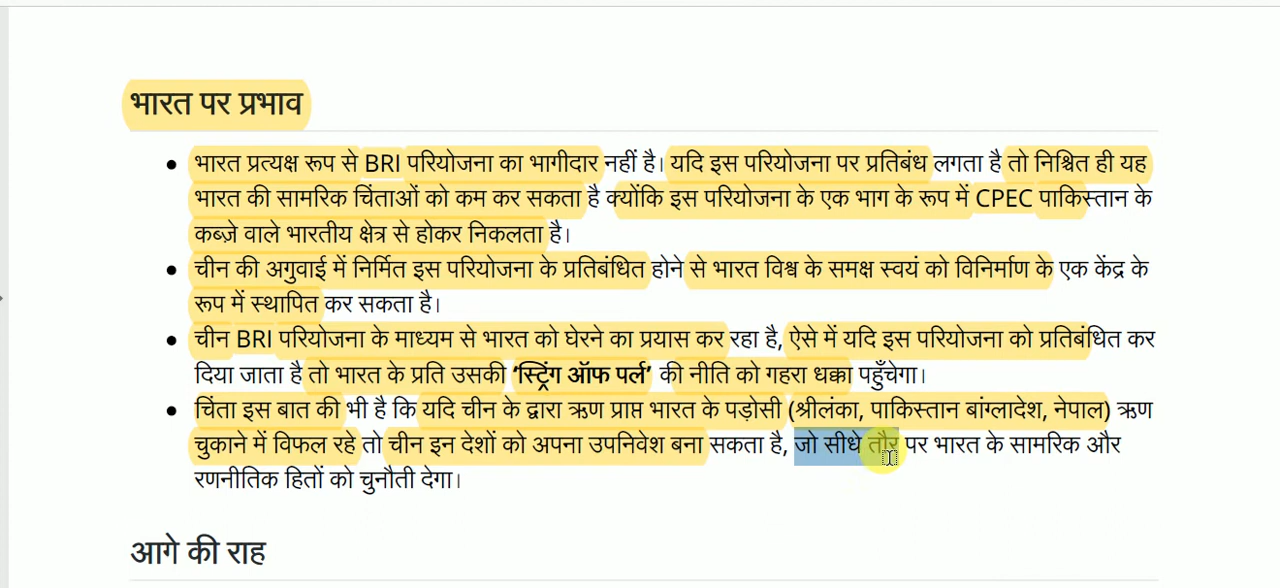 भारत पर प्रभाव
• भारत प्रत्यक्ष रूप से BRI परियोजना का भागीदार नहीं है। यदि इस परियोजना पर प्रतिबंध लगता है तो निश्चित ही यह
भारत की सामरिक चिंताओं को कम कर सकता है क्योंकि इस परियोजना के एक भाग के रूप में CPEC पाकिस्तान के
कब्ज़े वाले भारतीय क्षेत्र से होकर निकलता है।
• चीन की अगुवाई में निर्मित इस परियोजना के प्रतिबंधित होने से भारत विश्व के समक्ष स्वयं को विनिर्माण के एक केंद्र के
रूप में स्थापित कर सकता है।
• चीन BRI परियोजना के माध्यम से भारत को घेरने का प्रयास कर रहा है, ऐसे में यदि इस परियोजना को प्रतिबंधित कर
दिया जाता है तो भारत के प्रति उसकी ‘स्ट्रिंग ऑफ पर्ल’ की नीति को गहरा धक्का पहुँचेगा।
• चिंता इस बात की भी है कि यदि चीन के द्वारा ऋण प्राप्त भारत के पड़ोसी (श्रीलंका, पाकिस्तान बांग्लादेश, नेपाल) ऋण
चुकाने में विफल रहे तो चीन इन देशों को अपना उपनिवेश बना सकता है, जो सीधे तौर पर भारत के सामरिक और
रणनीतिक हितों को चुनौती देगा।
आगे की राह